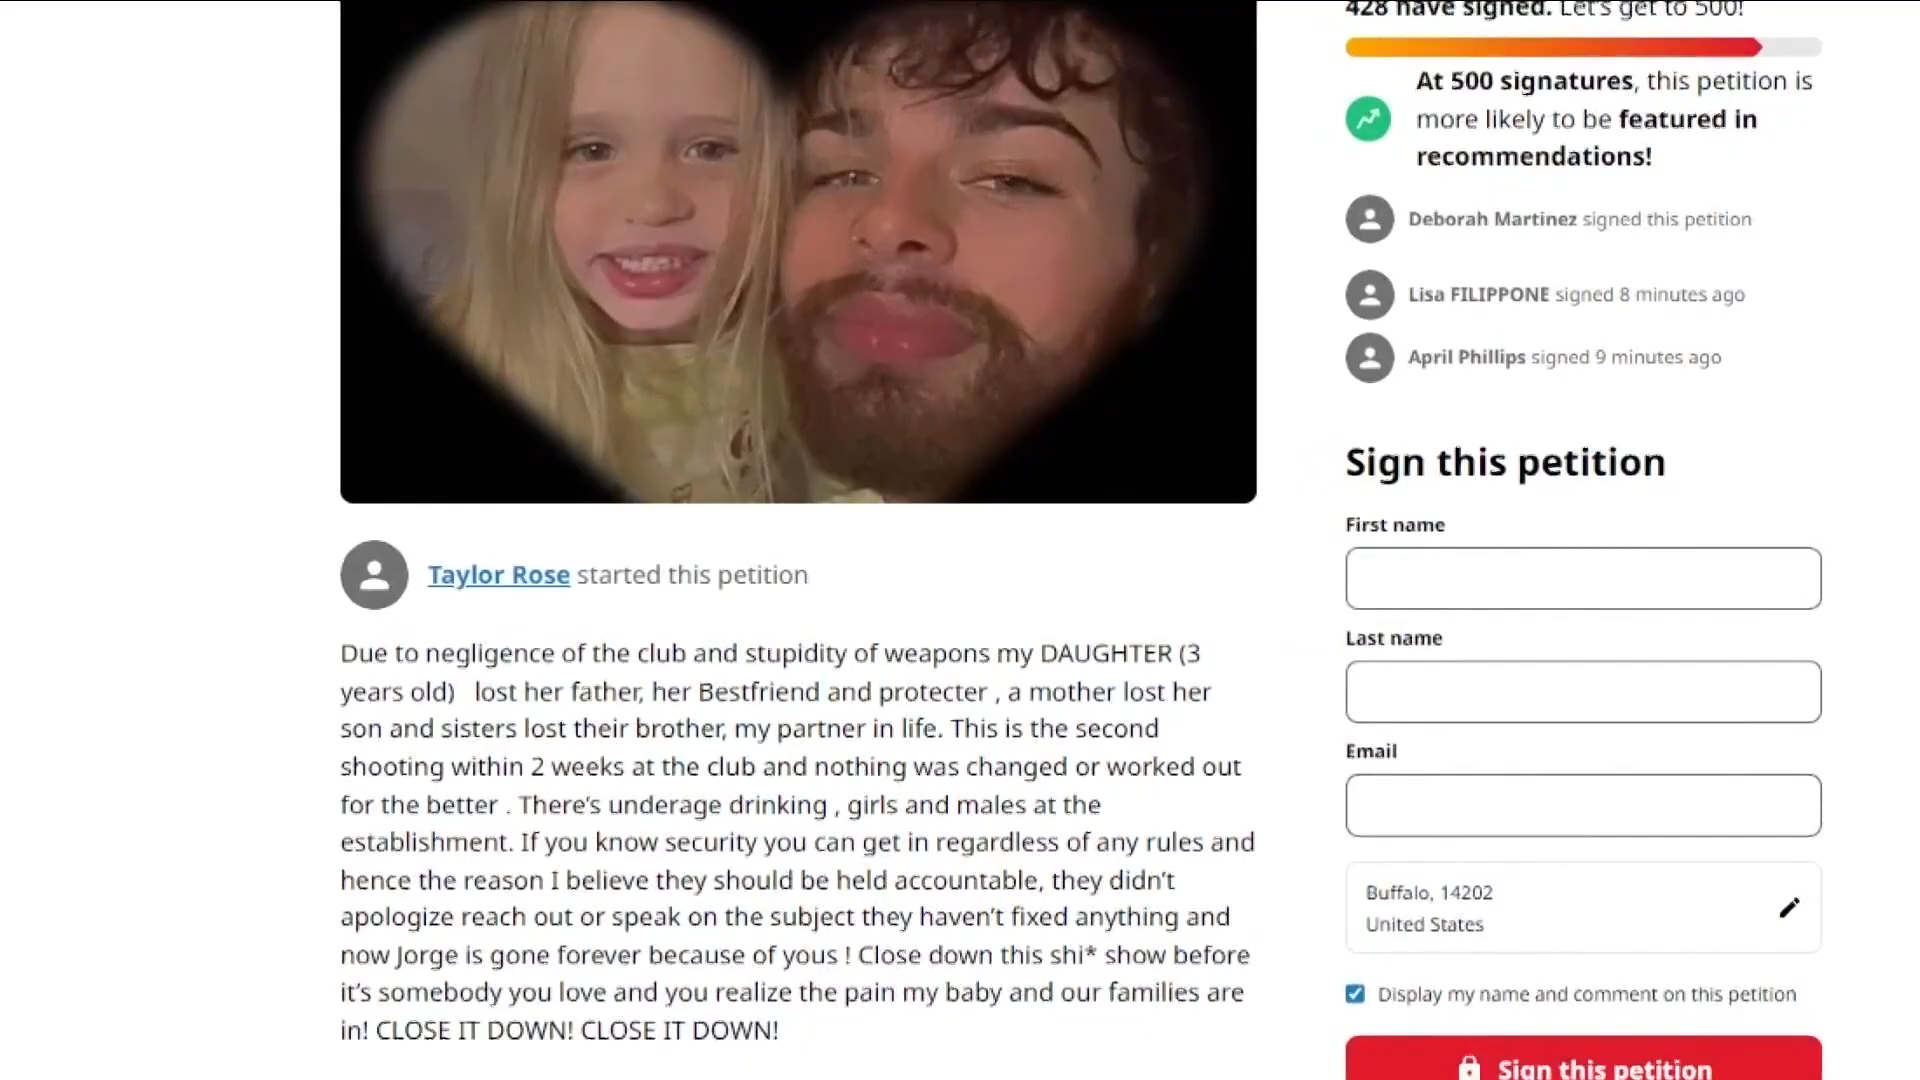 428 have signed. Let's get to 500!
At 500 signatures, this petition is
more likely to be featured in
recommendations!
Deborah Martinez signed this petition
Lisa FILIPPONE signed 8 minutes ago
April Phillips signed 9 minutes ago
Sign this petition
First name
Last name
Email
Buffalo, 14202
United States
Display my name and comment on this petition
Sign this petition
Taylor Rose started this petition
Due to negligence of the club and stupidity of weapons my DAUGHTER (3
years old)   lost her father, her Bestfriend and protecter , a mother lost her
son and sisters lost their brother, my partner in life. This is the second
shooting within 2 weeks at the club and nothing was changed or worked out
for the better . There's underage drinking , girls and males at the
establishment. If you know security you can get in regardless of any rules and
hence the reason I believe they should be held accountable, they didn't
apologize reach out or speak on the subject they haven't fixed anything and
now Jorge is gone forever because of yous ! Close down this shi* show before
it's somebody you love and you realize the pain my baby and our families are
in! CLOSE IT DOWN! CLOSE IT DOWN!